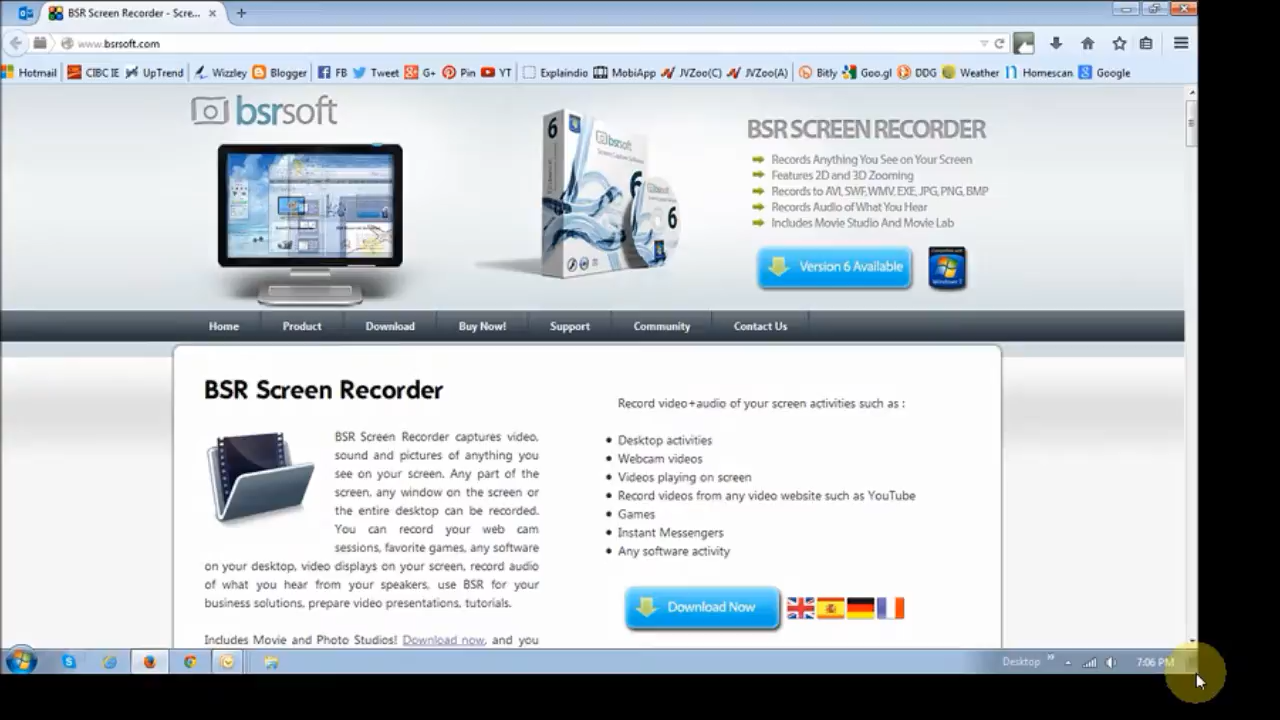 BSR Screen Recorder - Scre...
www.bsrsoft.com
Hotmail CIBC IE UpTrend Wizzley Blogger FB Tweet G+ Pin YT Explaindio MobiApp JVZoo(C) JVZoo(A) Bitly Goo.gl DDG Weather Homescan Google
bsrsoft
6
bsrsoft
Screen Capture Software
6
6
BSR SCREEN RECORDER
Records Anything You See on Your Screen
Features 2D and 3D Zooming
Records to AVI, SWF, WMV, EXE, JPG, PNG, BMP
Records Audio of What You Hear
Includes Movie Studio And Movie Lab
Version 6 Available
Windows 7
Home Product Download Buy Now! Support Community Contact Us
BSR Screen Recorder
BSR Screen Recorder captures video,
sound and pictures of anything you
see on your screen. Any part of the
screen, any window on the screen or
the entire desktop can be recorded.
You can record your web cam
sessions, favorite games, any software
on your desktop, video displays on your screen, record audio
of what you hear from your speakers, use BSR for your
business solutions, prepare video presentations, tutorials.
Includes Movie and Photo Studios! Download now, and you
Record video+audio of your screen activities such as :
Desktop activities
Webcam videos
Videos playing on screen
Record videos from any video website such as YouTube
Games
Instant Messengers
Any software activity
Download Now
Desktop 7:06 PM